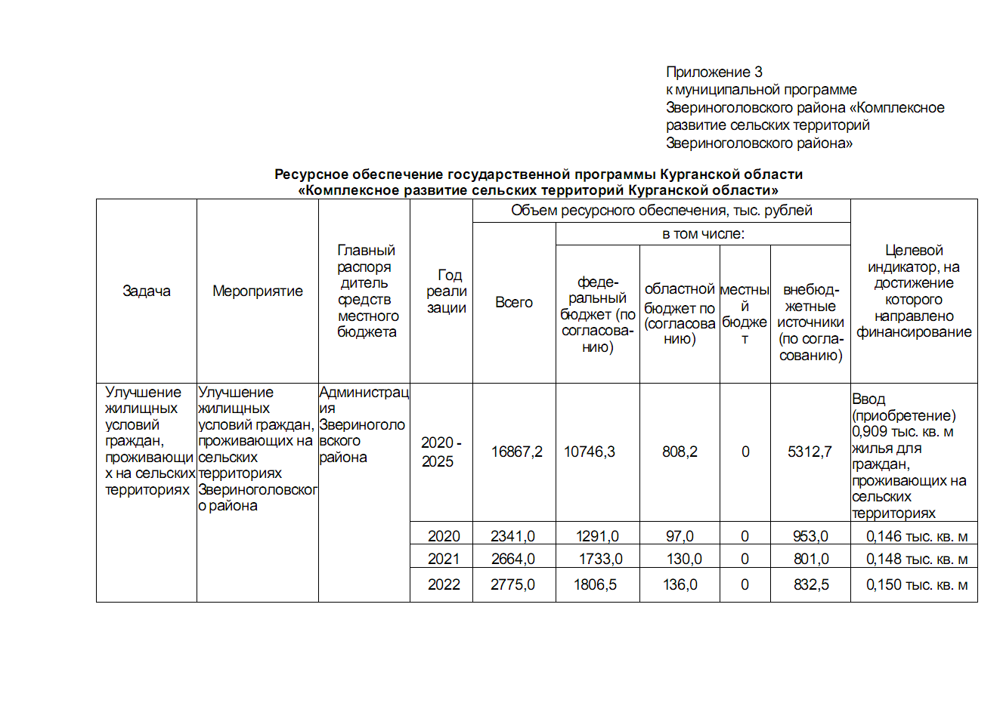 Приложение 3
к муниципальной программе
Звериноголовского района «Комплексное
развитие сельских территорий
Звериноголовского района»
Ресурсное обеспечение государственной программы Курганской области
«Комплексное развитие сельских территорий Курганской области»
Задача
Мероприятие
Главный
распоря
дитель
средств
местного
бюджета
Год
реали
зации
Объем ресурсного обеспечения, тыс. рублей
Всего
в том числе:
феде-
ральный
бюджет (по
согласова-
нию)
областной
бюджет по
(согласова
нию)
местны
й
бюдже
т
внебюд-
жетные
источники
(по согла-
сованию)
Целевой
индикатор, на
достижение
которого
направлено
финансирование
Улучшение
жилищных
условий
граждан,
проживающи
х на сельских
территориях
Улучшение
жилищных
условий граждан,
проживающих на
сельских
территориях
Звериноголовског
о района
Администрац
ия
Звериноголо
вского
района
2020 -
2025
16867,2
10746,3
808,2
0
5312,7
Ввод
(приобретение)
0,909 тыс. кв. м
жилья для
граждан,
проживающих на
сельских
территориях
2020 2341,0 1291,0 97,0 0 953,0 0,146 тыс. кв. м
2021 2664,0 1733,0 130,0 0 801,0 0,148 тыс. кв. м
2022 2775,0 1806,5 136,0 0 832,5 0,150 тыс. кв. м